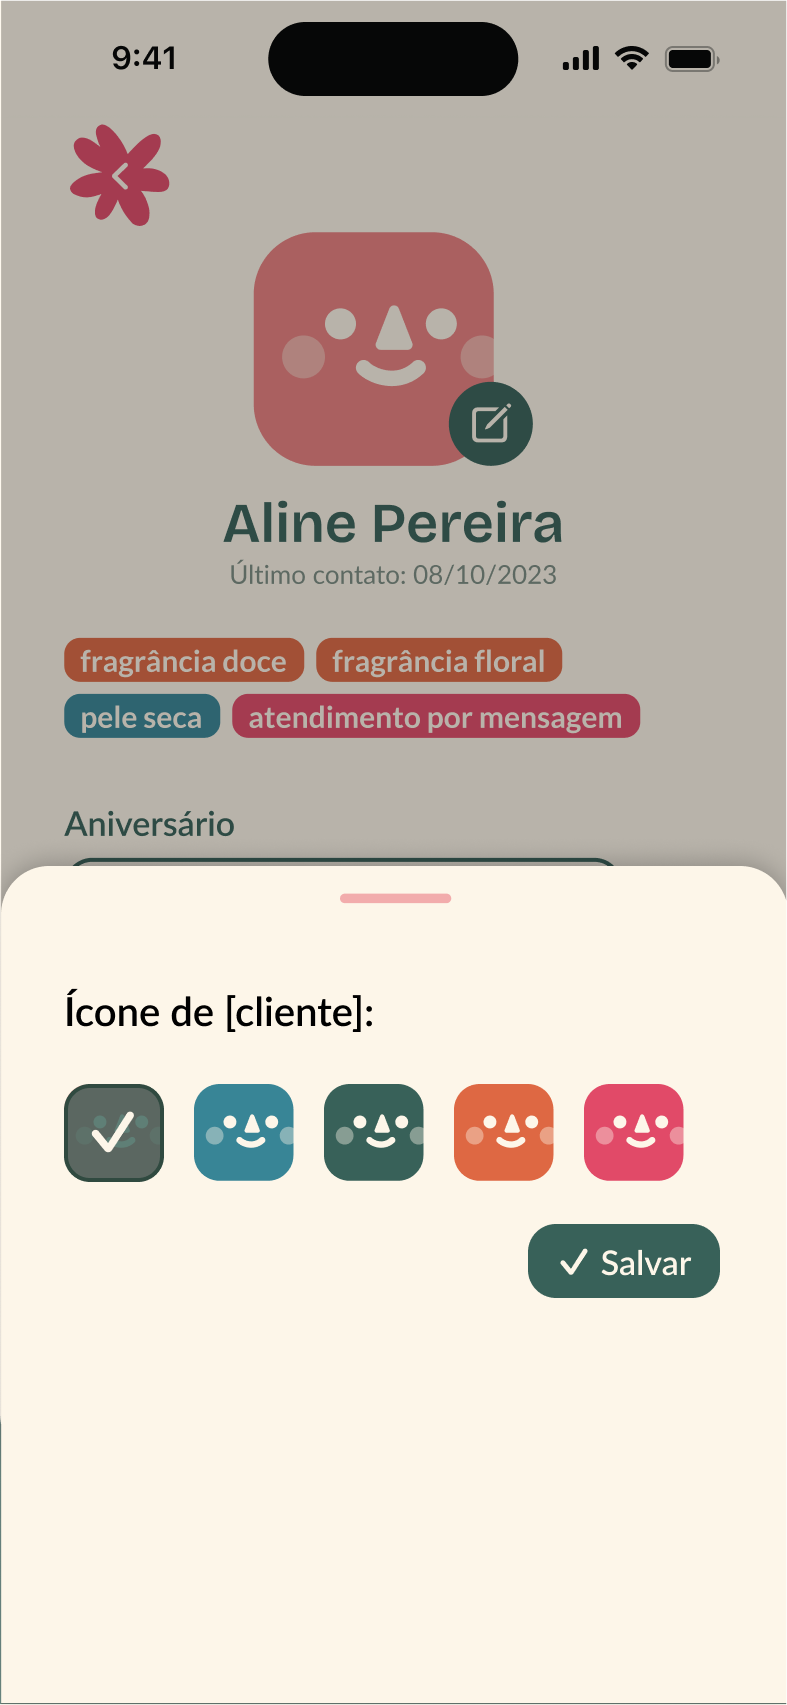 9:41
Aline Pereira
Último contato: 08/10/2023
fragrância doce fragrância floral
pele seca atendimento por mensagem
Aniversário
Ícone de [cliente]:
Salvar